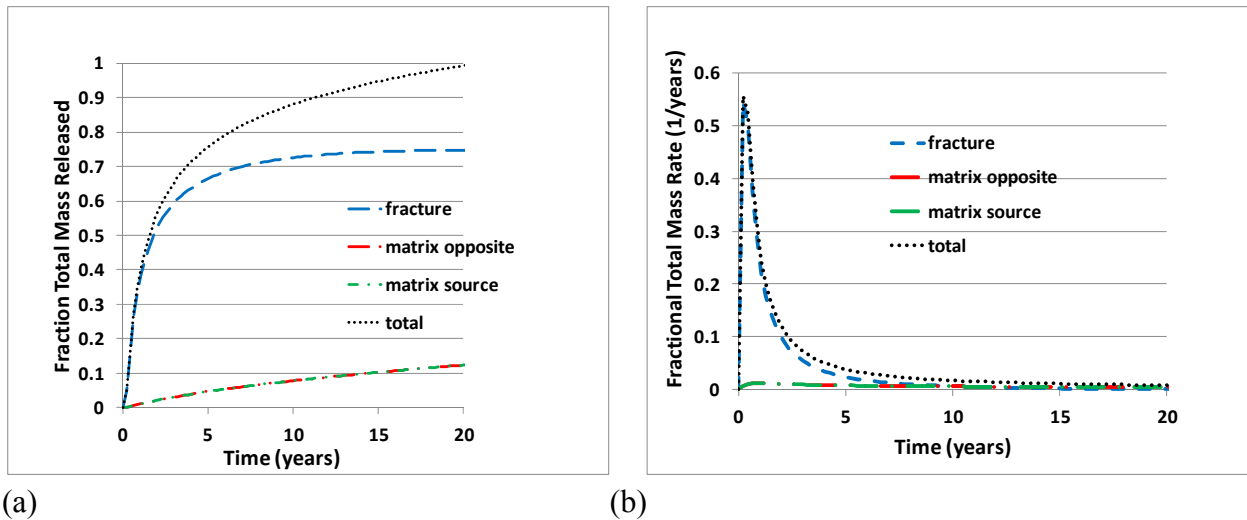 Fraction Total Mass Released
1
0.9
0.8
0.7
0.6
0.5
0.4
0.3
0.2
0.1
0
fracture
matrix opposite
matrix source
total
0 5 10 15 20
Time (years)
(a)
Fractional Total Mass Rate (1/years)
0.6
0.5
0.4
0.3
0.2
0.1
0
fracture
matrix opposite
matrix source
total
0 5 10 15 20
Time (years)
(b)